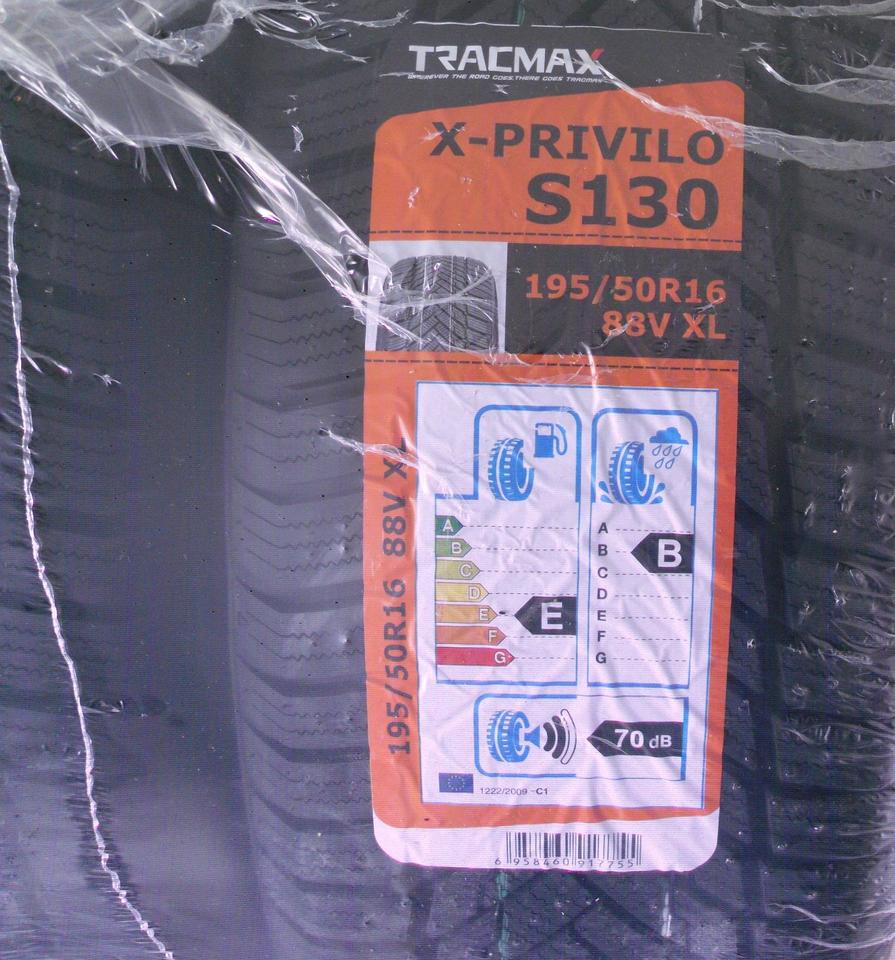 TRACMAX
WHEREVER THE ROAD GOES, THERE GOES TRACMAX
X-PRIVILO
S130
195/50R16
88V XL
195/50R16 88V XL
A
B
C
D
E
F
G
E
A
B
C
D
E
F
G
B
70 dB
1222/2009 -C1
6 958460 917755